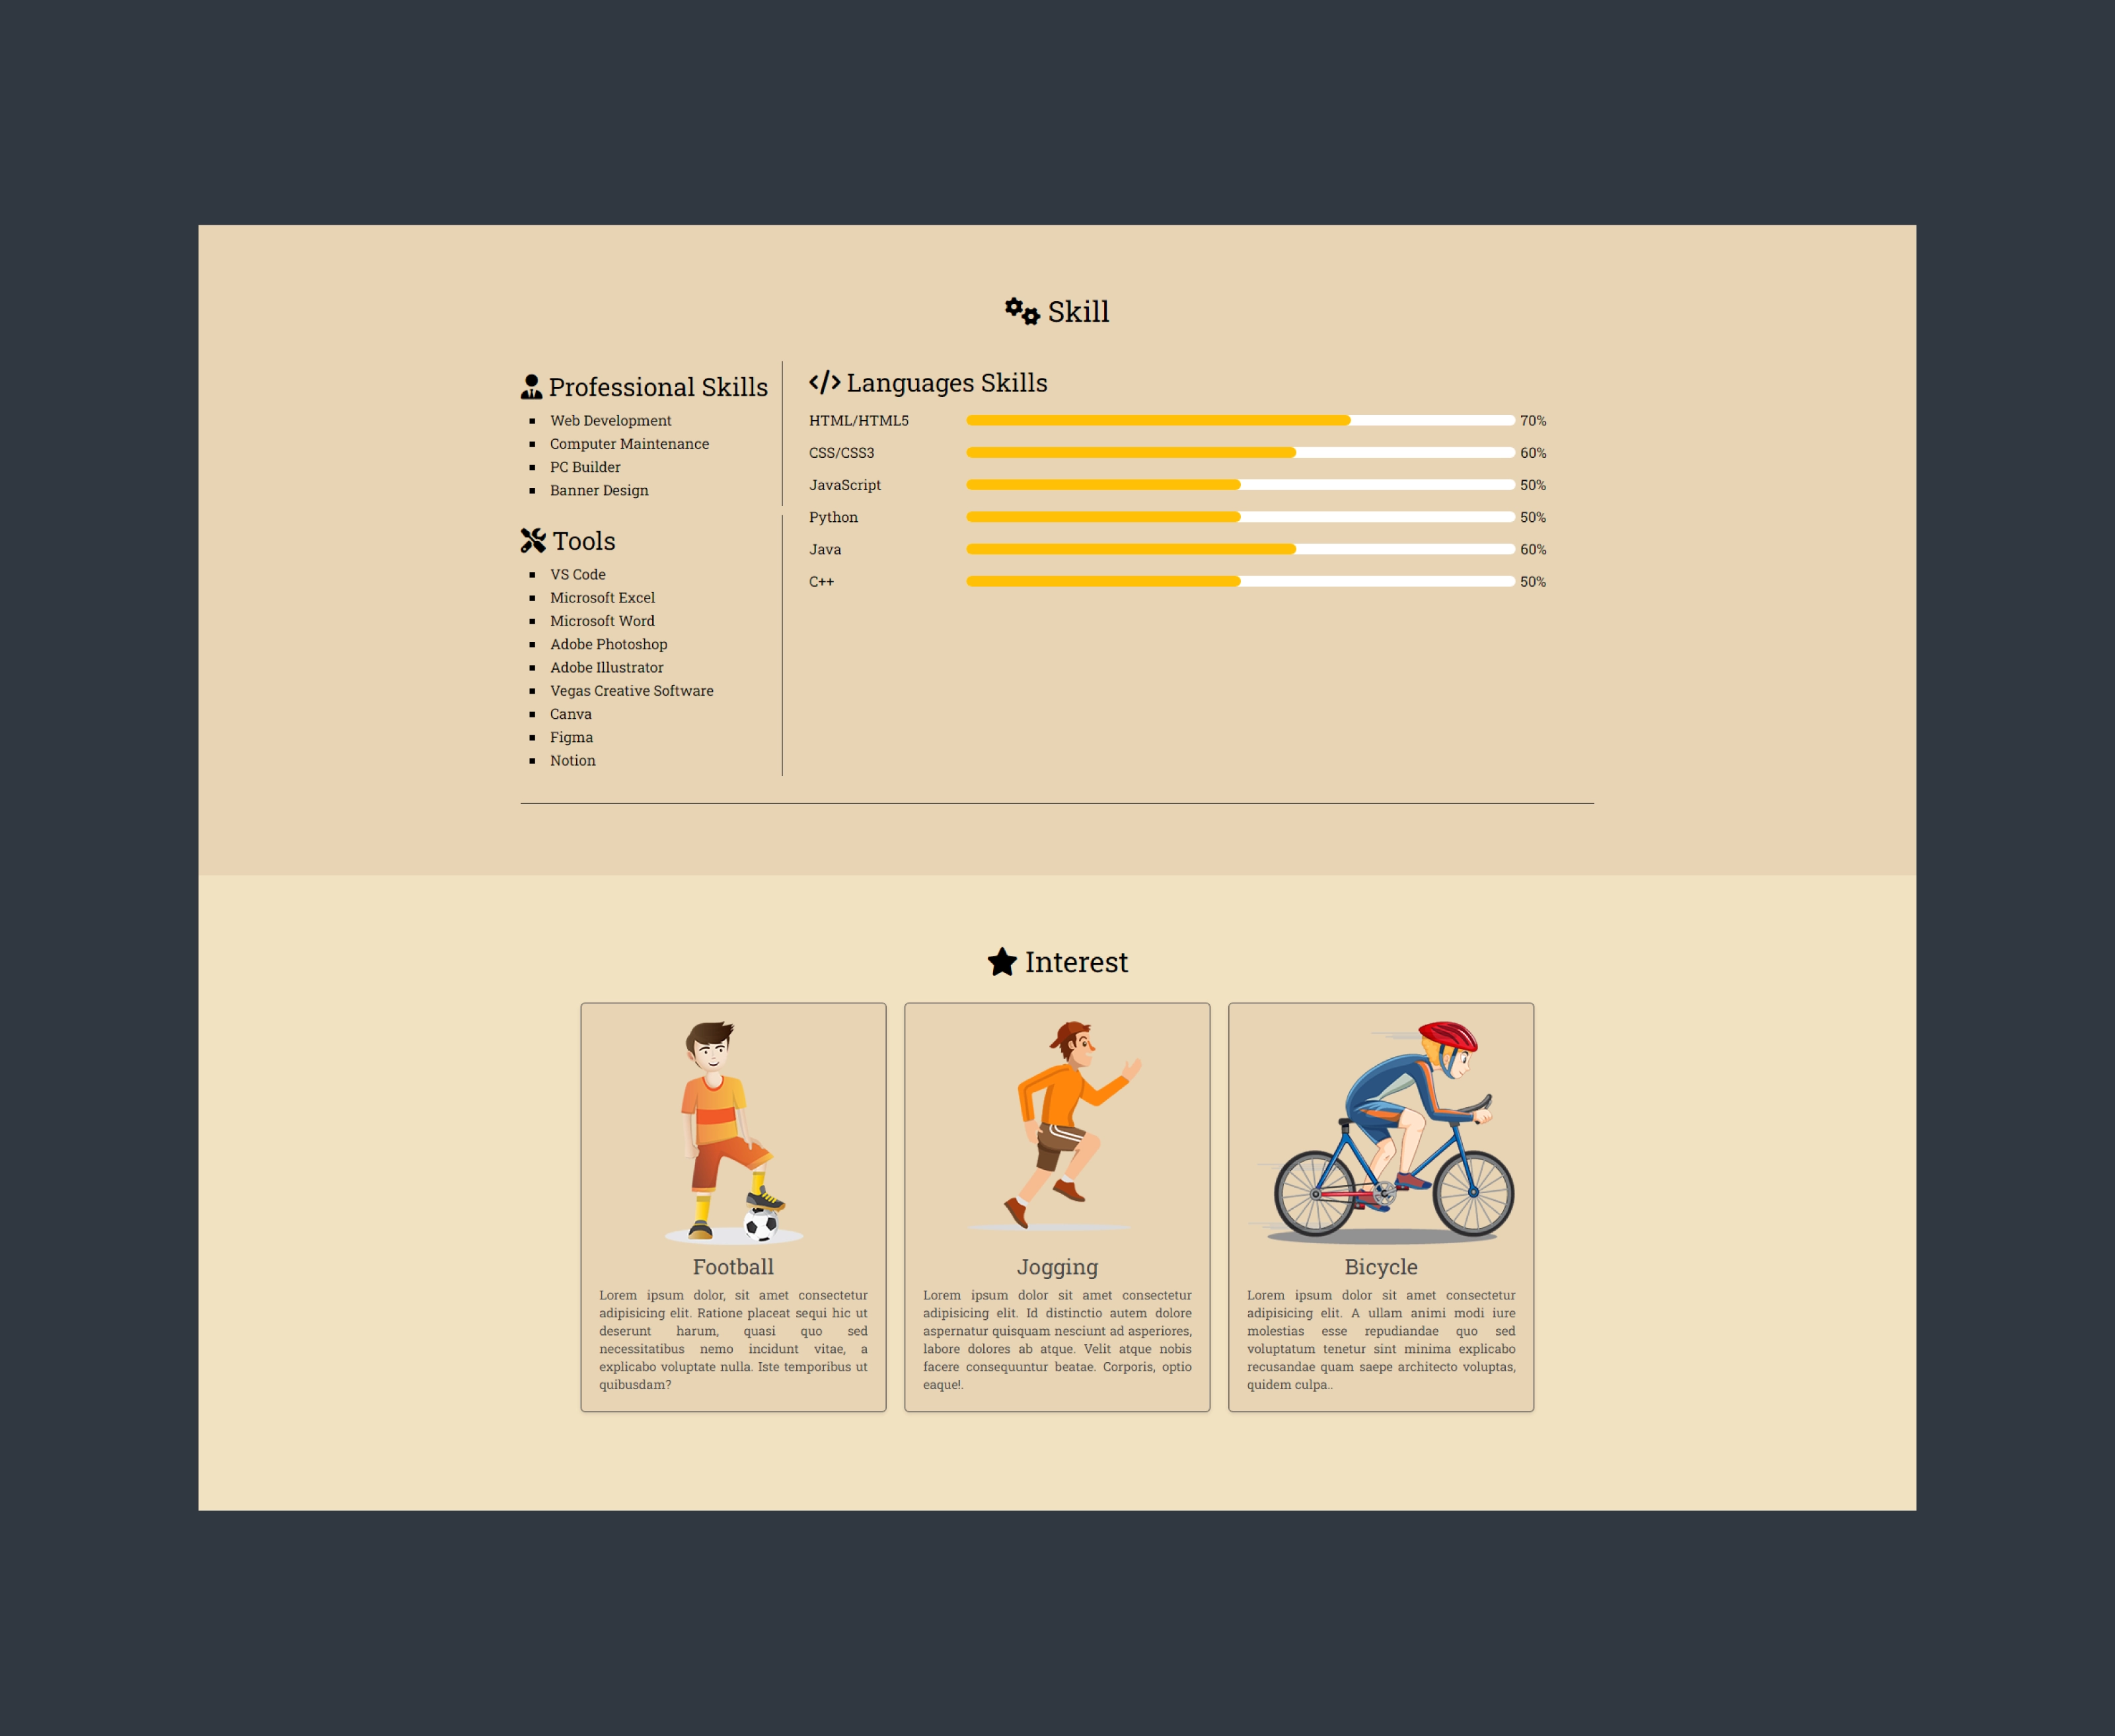 Skill
Professional Skills
Web Development
Computer Maintenance
PC Builder
Banner Design
Tools
VS Code
Microsoft Excel
Microsoft Word
Adobe Photoshop
Adobe Illustrator
Vegas Creative Software
Canva
Figma
Notion
Languages Skills
HTML/HTML5 70%
CSS/CSS3 60%
JavaScript 50%
Python 50%
Java 60%
C++ 50%
Interest
Football
Lorem ipsum dolor, sit amet consectetur
adipisicing elit. Ratione placeat sequi hic ut
deserunt harum, quasi quo sed
necessitatibus nemo incidunt vitae, a
explicabo voluptate nulla. Iste temporibus ut
quibusdam?
Jogging
Lorem ipsum dolor sit amet consectetur
adipisicing elit. Id distinctio autem dolore
aspernatur quisquam nesciunt ad asperiores,
labore dolores ab atque. Velit atque nobis
facere consequuntur beatae. Corporis, optio
eaque!.
Bicycle
Lorem ipsum dolor sit amet consectetur
adipisicing elit. A ullam animi modi iure
molestias esse repudiandae quo sed
voluptatum tenetur sint minima explicabo
recusandae quam saepe architecto voluptas,
quidem culpa..